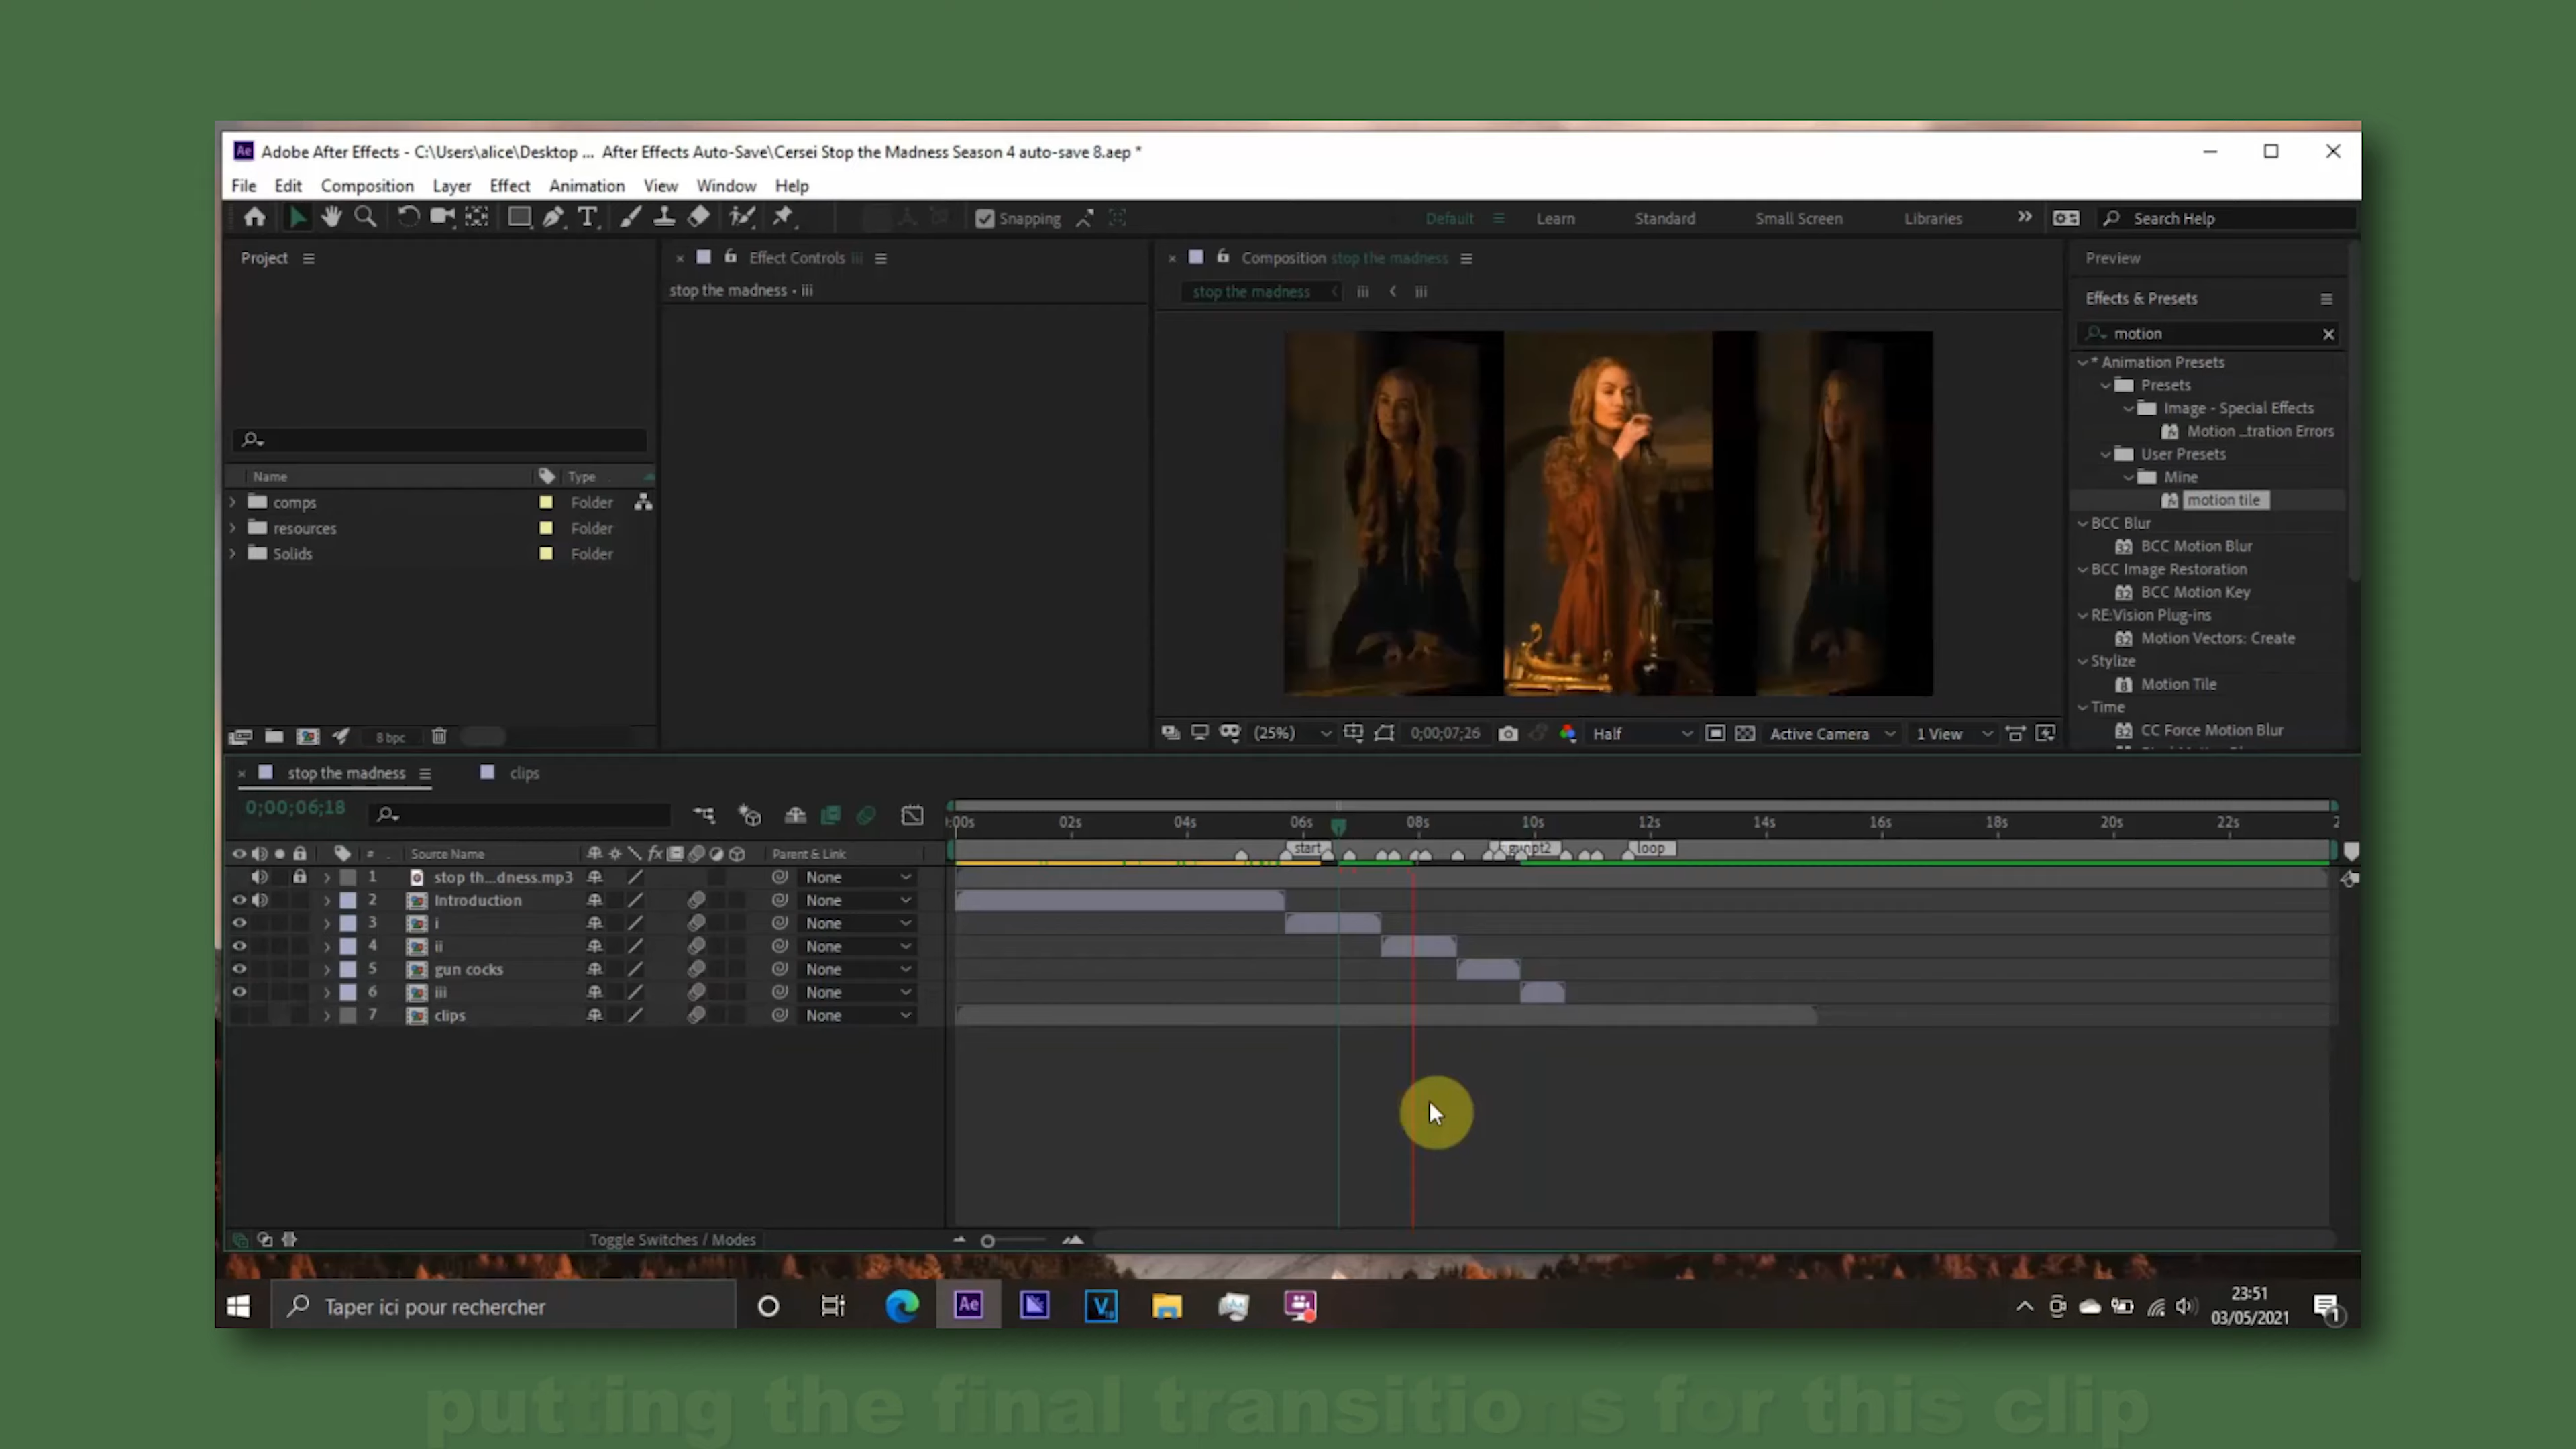 Adobe After Effects - C:\Users\alice\Desktop ... After Effects Auto-Save\Cersei Stop the Madness Season 4 auto-save 8.aep *
File Edit Composition Layer Effect Animation View Window Help
Snapping Default Learn Standard Small Screen Libraries Search Help
Project
Effect Controls iii
stop the madness • iii
Composition stop the madness
stop the madness iii iii
Preview
Effects & Presets
motion
* Animation Presets
Presets
Image - Special Effects
Motion ...tration Errors
User Presets
Mine
motion tile
BCC Blur
BCC Motion Blur
BCC Image Restoration
BCC Motion Key
RE:Vision Plug-ins
Motion Vectors: Create
Stylize
Motion Tile
Time
CC Force Motion Blur
Name Type
comps Folder
resources Folder
Solids Folder
8 bpc
(25%) 0;00;07;26 Half Active Camera 1 View
stop the madness clips
0;00;06;18
:00s 02s 04s 06s 08s 10s 12s 14s 16s 18s 20s 22s 2
# Source Name Parent & Link
start loop
1 stop th...dness.mp3 None
2 Introduction None
3 i None
4 ii None
5 gun cocks None
6 iii None
7 clips None
Toggle Switches / Modes
Taper ici pour rechercher
23:51
03/05/2021
1
putting the final transitions for this clip